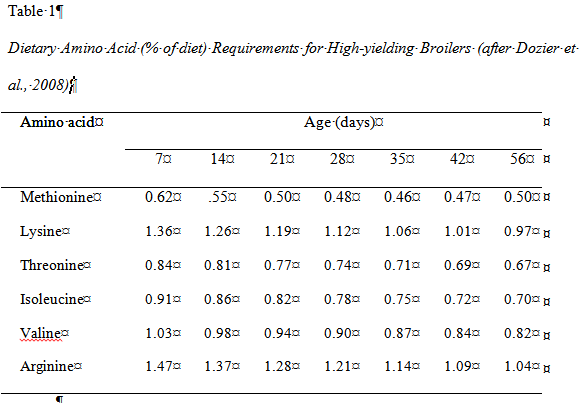 Table 1¶
Dietary Amino Acid (% of diet) Requirements for High-yielding Broilers (after Dozier et
al., 2008)¶
Amino acid¤ Age (days)¤ ¤
7¤ 14¤ 21¤ 28¤ 35¤ 42¤ 56¤ ¤
Methionine¤ 0.62¤ .55¤ 0.50¤ 0.48¤ 0.46¤ 0.47¤ 0.50¤ ¤
Lysine¤ 1.36¤ 1.26¤ 1.19¤ 1.12¤ 1.06¤ 1.01¤ 0.97¤ ¤
Threonine¤ 0.84¤ 0.81¤ 0.77¤ 0.74¤ 0.71¤ 0.69¤ 0.67¤ ¤
Isoleucine¤ 0.91¤ 0.86¤ 0.82¤ 0.78¤ 0.75¤ 0.72¤ 0.70¤ ¤
Valine¤ 1.03¤ 0.98¤ 0.94¤ 0.90¤ 0.87¤ 0.84¤ 0.82¤ ¤
Arginine¤ 1.47¤ 1.37¤ 1.28¤ 1.21¤ 1.14¤ 1.09¤ 1.04¤ ¤
¶